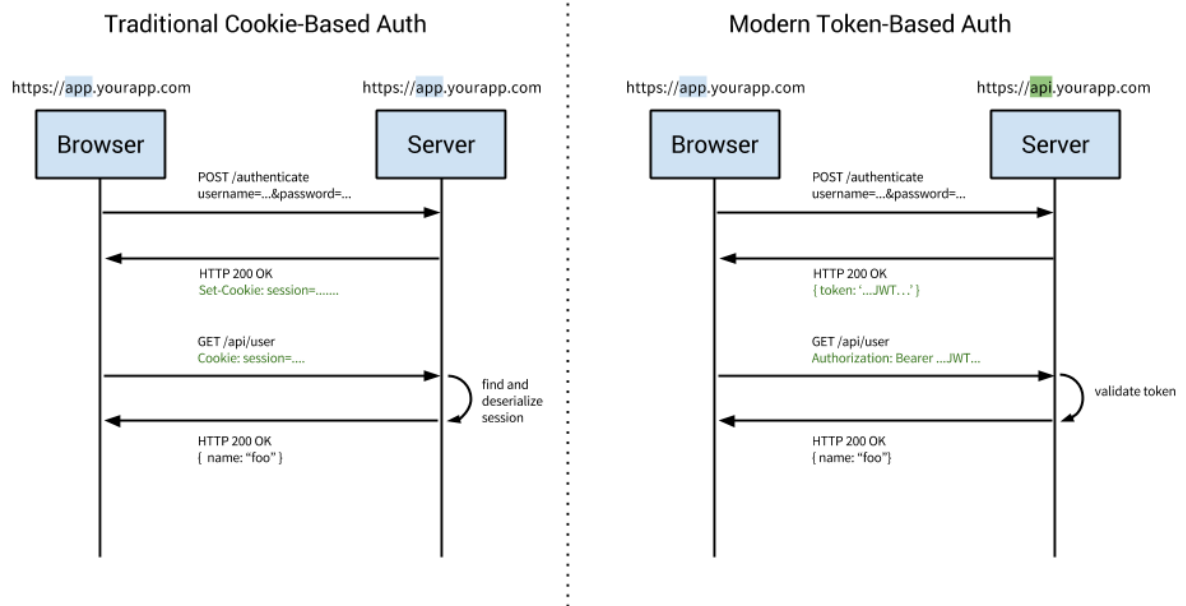 Traditional Cookie-Based Auth
https://app.yourapp.com
https://app.yourapp.com
Browser
Server
POST /authenticate
username=...&password=...
HTTP 200 OK
Set-Cookie: session=.......
GET /api/user
Cookie: session=....
find and
deserialize
session
HTTP 200 OK
{ name: “foo” }
Modern Token-Based Auth
https://app.yourapp.com
https://api.yourapp.com
Browser
Server
POST /authenticate
username=...&password=...
HTTP 200 OK
{ token: ‘...JWT...’ }
GET /api/user
Authorization: Bearer ...JWT...
validate token
HTTP 200 OK
{ name: “foo”}